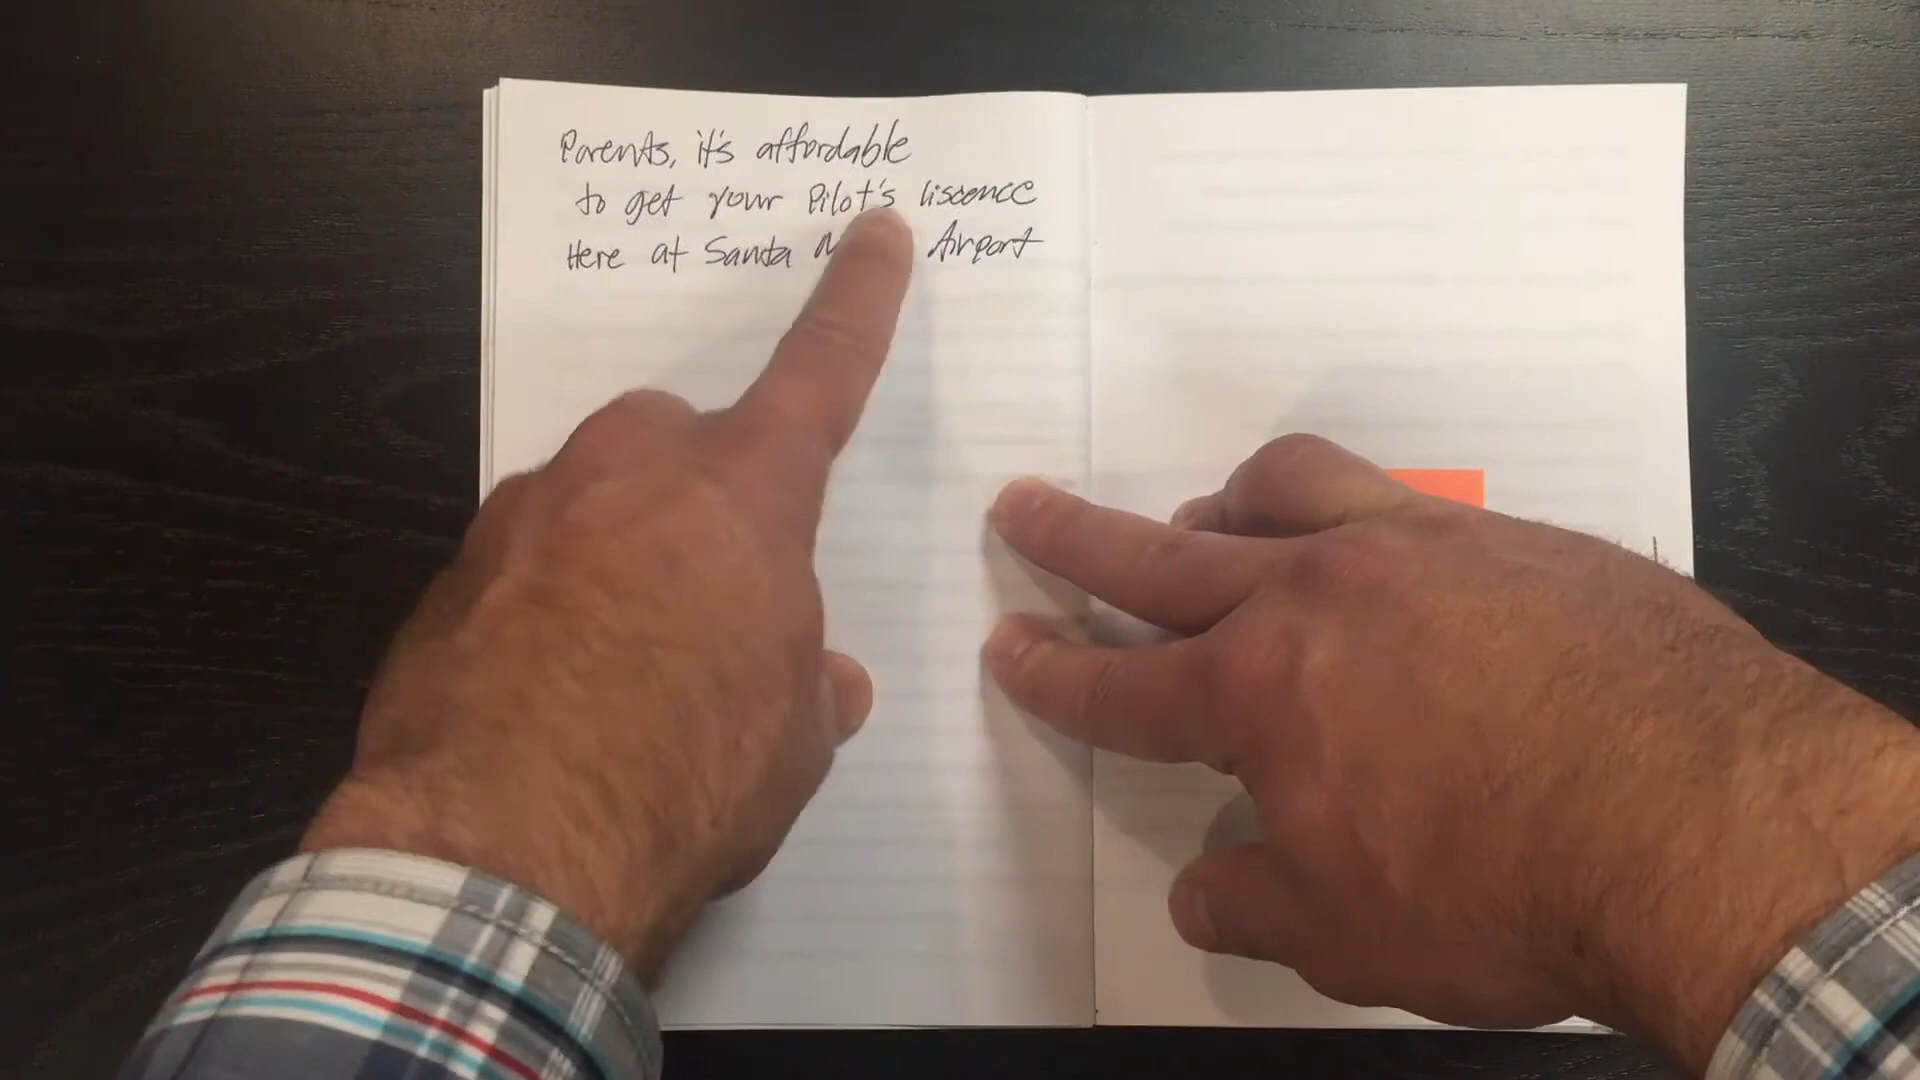 Parents, it's affordable
to get your Pilot's liscence
Here at Santa Airport